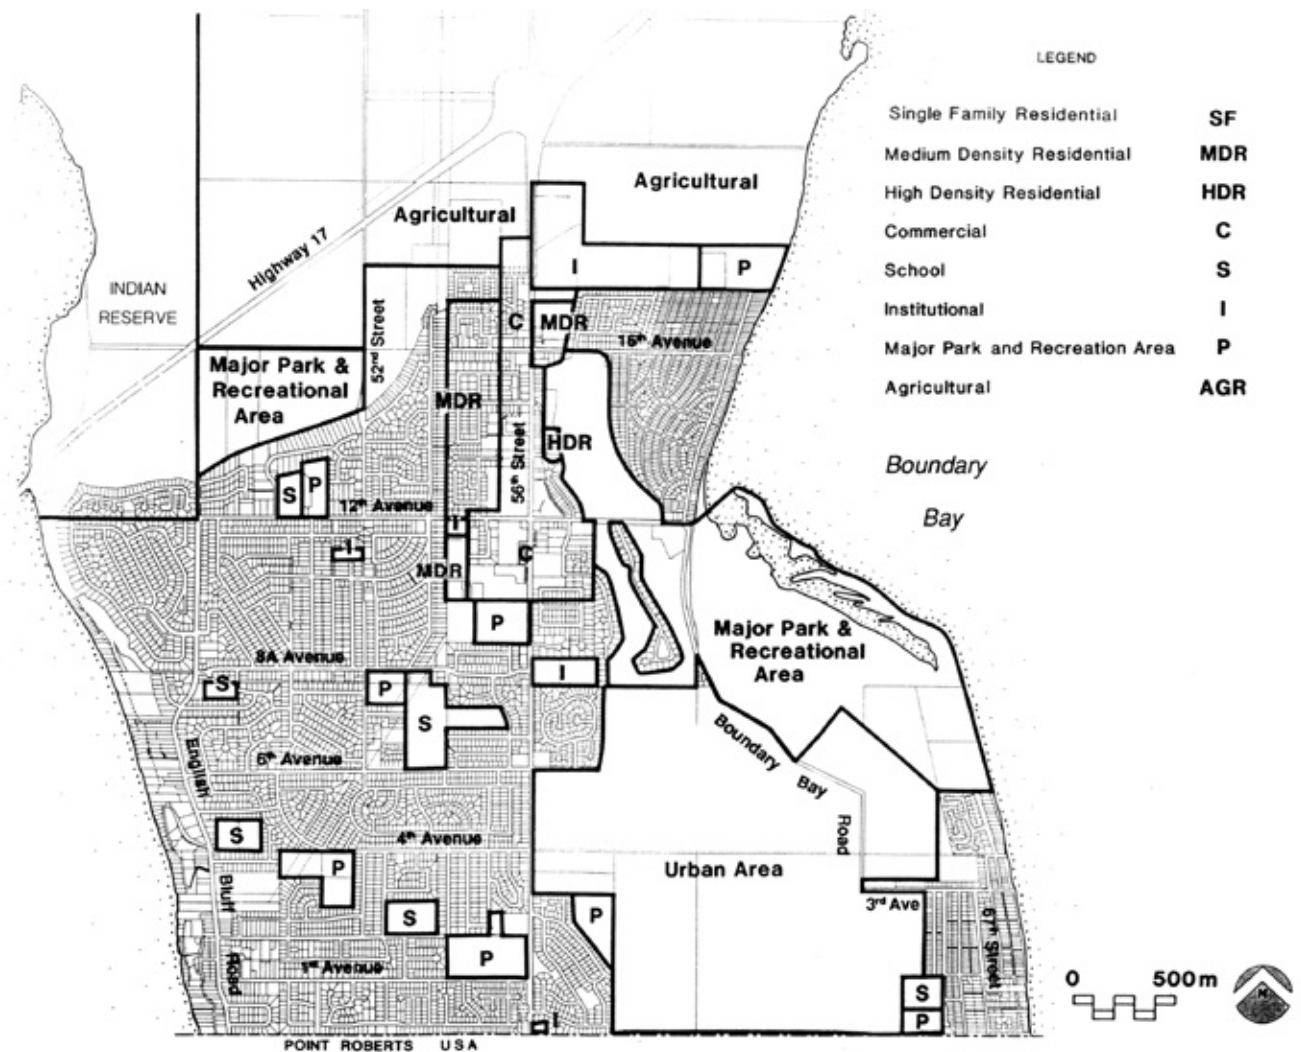 LEGEND
Single Family Residential SF
Medium Density Residential MDR
High Density Residential HDR
Commercial C
School S
Institutional I
Major Park and Recreation Area P
Agricultural AGR
Boundary
Bay
Agricultural
Agricultural
Highway 17
I
P
INDIAN
RESERVE
52nd Street
C
MDR
16th Avenue
Major Park &
Recreational
Area
MDR
56th Street
HDR
S
P
12th Avenue
I
I
MDR
C
P
Major Park &
Recreational
Area
8A Avenue
I
S
P
S
Boundary
Bay
Road
English
Bluff
Road
6th Avenue
S
4th Avenue
P
Urban Area
3rd Ave
S
P
67th Street
P
1st Avenue
S
P
I
0 500m
N
POINT ROBERTS USA